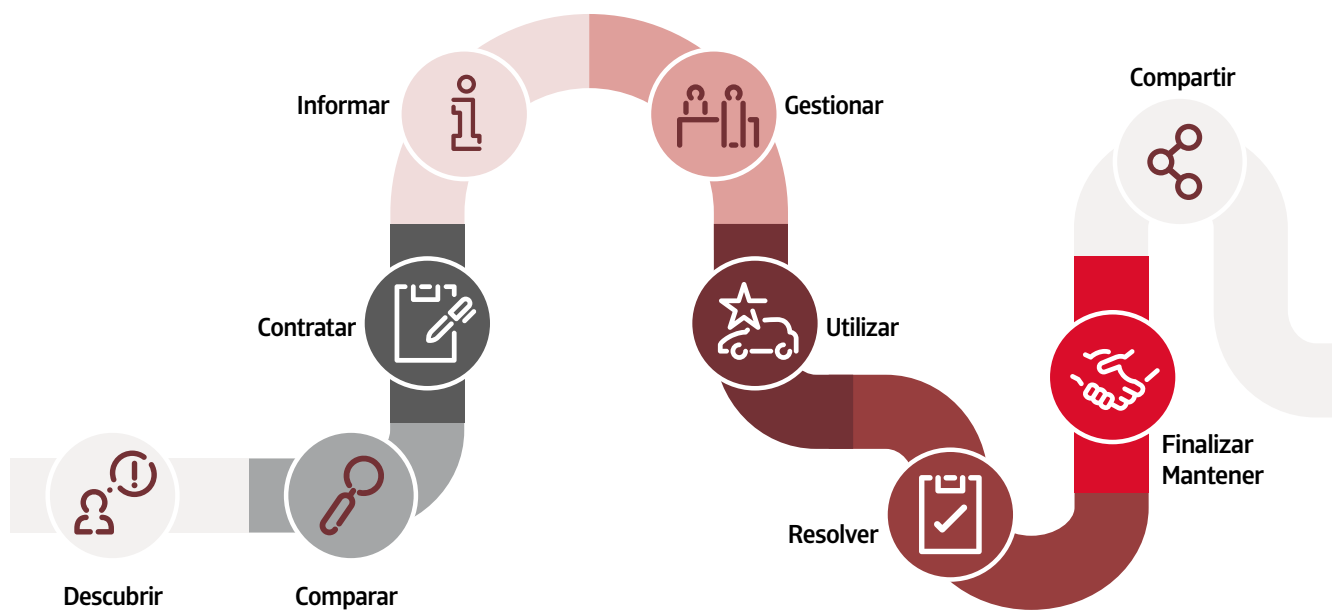 Descubrir
Comparar
Contratar
Informar
Gestionar
Utilizar
Resolver
Finalizar
Mantener
Compartir